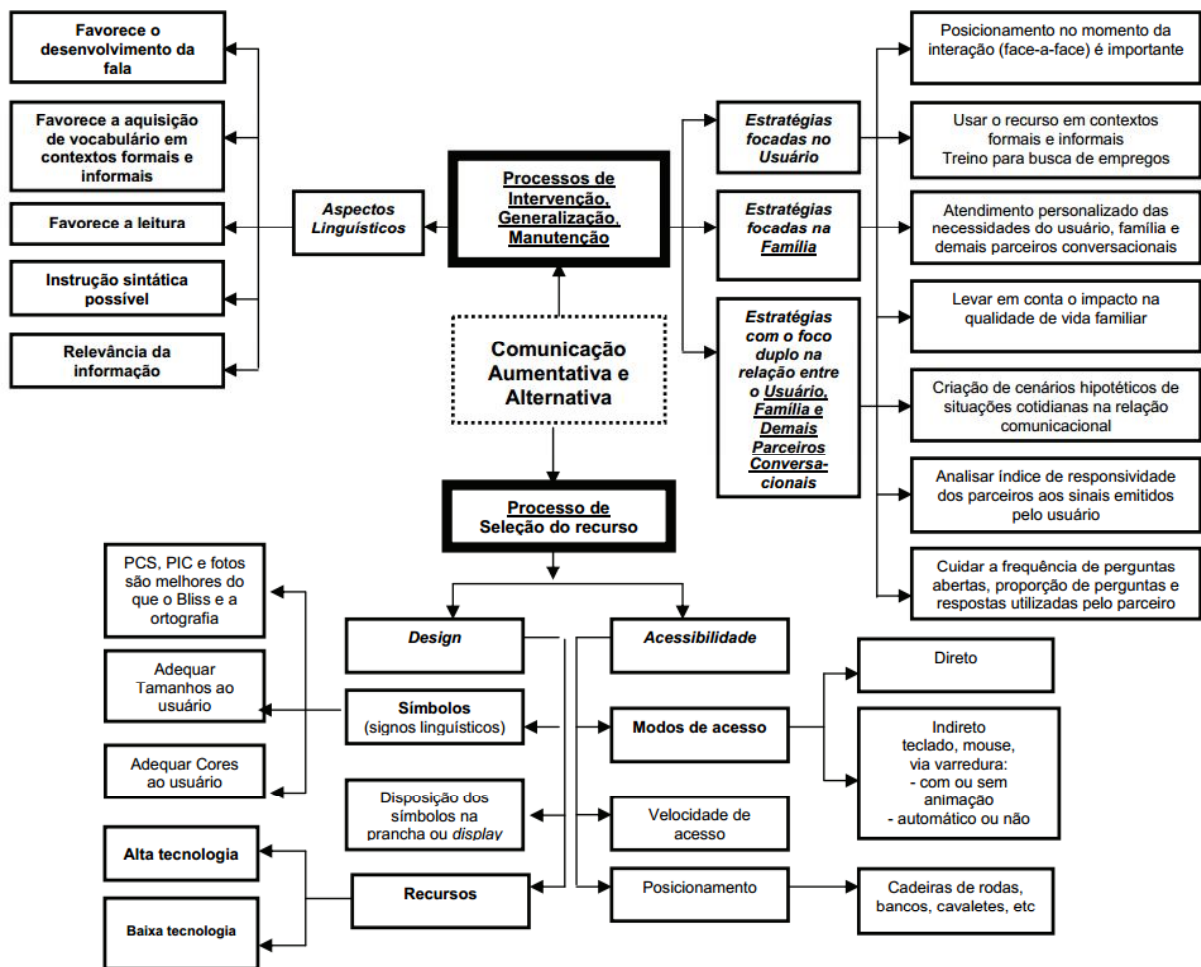 Favorece o
desenvolvimento da
fala
Favorece a aquisição
de vocabulário em
contextos formais e
informais
Favorece a leitura
Instrução sintática
possível
Relevância da
informação
Aspectos
Linguísticos
Processos de
Intervenção,
Generalização,
Manutenção
Comunicação
Aumentativa e
Alternativa
Estratégias
focadas no
Usuário
Estratégias
focadas na
Família
Estratégias
com o foco
duplo na
relação entre
o Usuário,
Família e
Demais
Parceiros
Conversa-
cionais
Posicionamento no momento da
interação (face-a-face) é importante
Usar o recurso em contextos
formais e informais
Treino para busca de empregos
Atendimento personalizado das
necessidades do usuário, família e
demais parceiros conversacionais
Levar em conta o impacto na
qualidade de vida familiar
Criação de cenários hipotéticos de
situações cotidianas na relação
comunicacional
Analisar índice de responsividade
dos parceiros aos sinais emitidos
pelo usuário
Cuidar a frequência de perguntas
abertas, proporção de perguntas e
respostas utilizadas pelo parceiro
Processo de
Seleção do recurso
Design
Acessibilidade
PCS, PIC e fotos
são melhores do
que o Bliss e a
ortografia
Adequar
Tamanhos ao
usuário
Adequar Cores
ao usuário
Símbolos
(signos linguísticos)
Disposição dos
símbolos na
prancha ou display
Recursos
Alta tecnologia
Baixa tecnologia
Modos de acesso
Velocidade de
acesso
Posicionamento
Direto
Indireto
teclado, mouse,
via varredura:
- com ou sem
animação
- automático ou não
Cadeiras de rodas,
bancos, cavaletes, etc